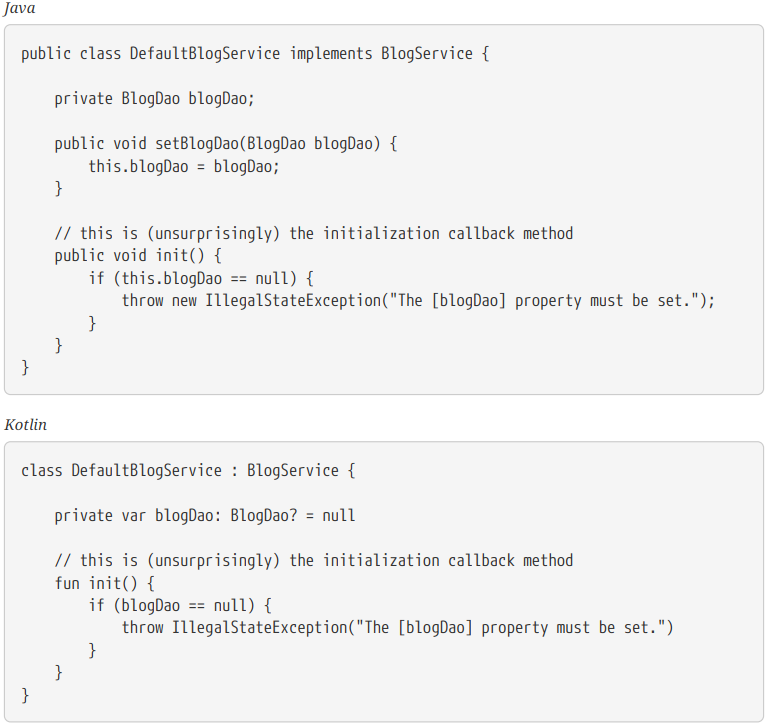 Java
public class DefaultBlogService implements BlogService {
private BlogDao blogDao;
public void setBlogDao(BlogDao blogDao) {
this.blogDao = blogDao;
}
// this is (unsurprisingly) the initialization callback method
public void init() {
if (this.blogDao == null) {
throw new IllegalStateException("The [blogDao] property must be set.");
}
}
}
Kotlin
class DefaultBlogService : BlogService {
private var blogDao: BlogDao? = null
// this is (unsurprisingly) the initialization callback method
fun init() {
if (blogDao == null) {
throw IllegalStateException("The [blogDao] property must be set.")
}
}
}